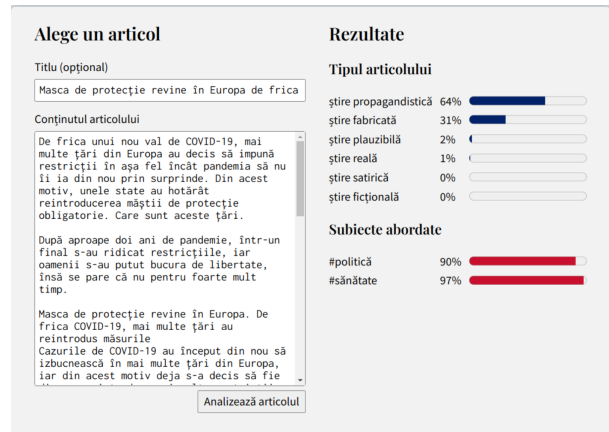 Alege un articol
Titlu (opțional)
Masca de protecție revine în Europa de frica
Conținutul articolului
De frica unui nou val de COVID-19, mai
multe țări din Europa au decis să impună
restricții în așa fel încât pandemia să nu
îi ia din nou prin surprinde. Din acest
motiv, unele state au hotărât
reintroducerea măștii de protecție
obligatorie. Care sunt aceste țări.
După aproape doi ani de pandemie, într-un
final s-au ridicat restricțiile, iar
oamenii s-au putut bucura de libertate,
însă se pare că nu pentru foarte mult
timp.
Masca de protecție revine în Europa. De
frica COVID-19, mai multe țări au
reintrodus măsurile
Cazurile de COVID-19 au început din nou să
izbucnească în mai multe țări din Europa,
iar din acest motiv deja s-a decis să fie
Analizează articolul
Rezultate
Tipul articolului
știre propagandistică 64%
știre fabricată 31%
știre plauzibilă 2%
știre reală 1%
știre satirică 0%
știre ficțională 0%
Subiecte abordate
#politică 90%
#sănătate 97%